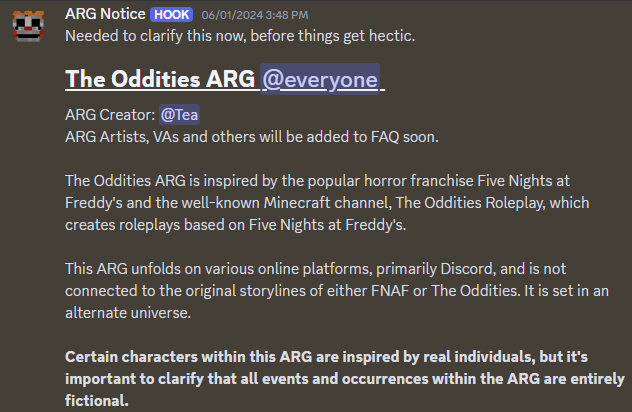 ARG Notice HOOK 06/01/2024 3:48 PM
Needed to clarify this now, before things get hectic.
The Oddities ARG @everyone
ARG Creator: @Tea
ARG Artists, VAs and others will be added to FAQ soon.
The Oddities ARG is inspired by the popular horror franchise Five Nights at
Freddy's and the well-known Minecraft channel, The Oddities Roleplay, which
creates roleplays based on Five Nights at Freddy's.
This ARG unfolds on various online platforms, primarily Discord, and is not
connected to the original storylines of either FNAF or The Oddities. It is set in an
alternate universe.
Certain characters within this ARG are inspired by real individuals, but it's
important to clarify that all events and occurrences within the ARG are entirely
fictional.